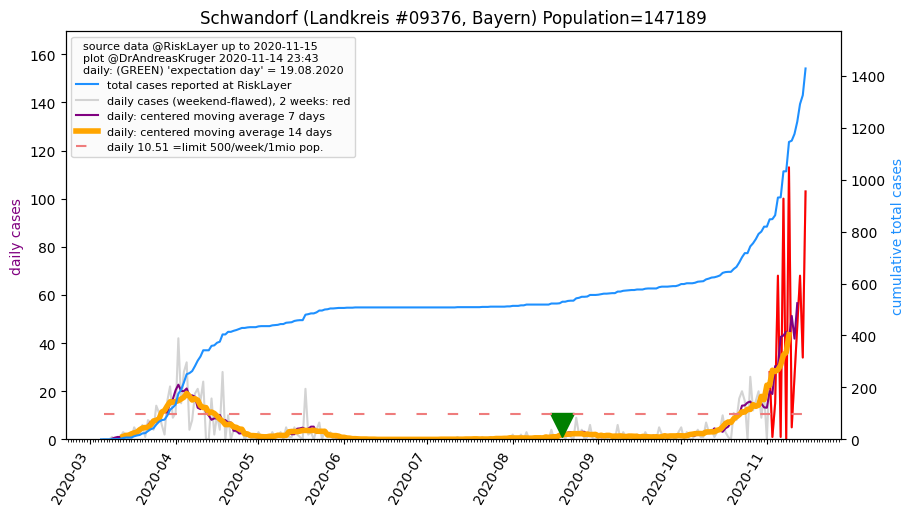 Schwandorf (Landkreis #09376, Bayern) Population=147189
source data @RiskLayer up to 2020-11-15
plot @DrAndreasKruger 2020-11-14 23:43
daily: (GREEN) 'expectation day' = 19.08.2020
total cases reported at RiskLayer
daily cases (weekend-flawed), 2 weeks: red
daily: centered moving average 7 days
daily: centered moving average 14 days
daily 10.51 =limit 500/week/1mio pop.
daily cases
160
140
120
100
80
60
40
20
0
cumulative total cases
1400
1200
1000
800
600
400
200
0
2020-03
2020-04
2020-05
2020-06
2020-07
2020-08
2020-09
2020-10
2020-11